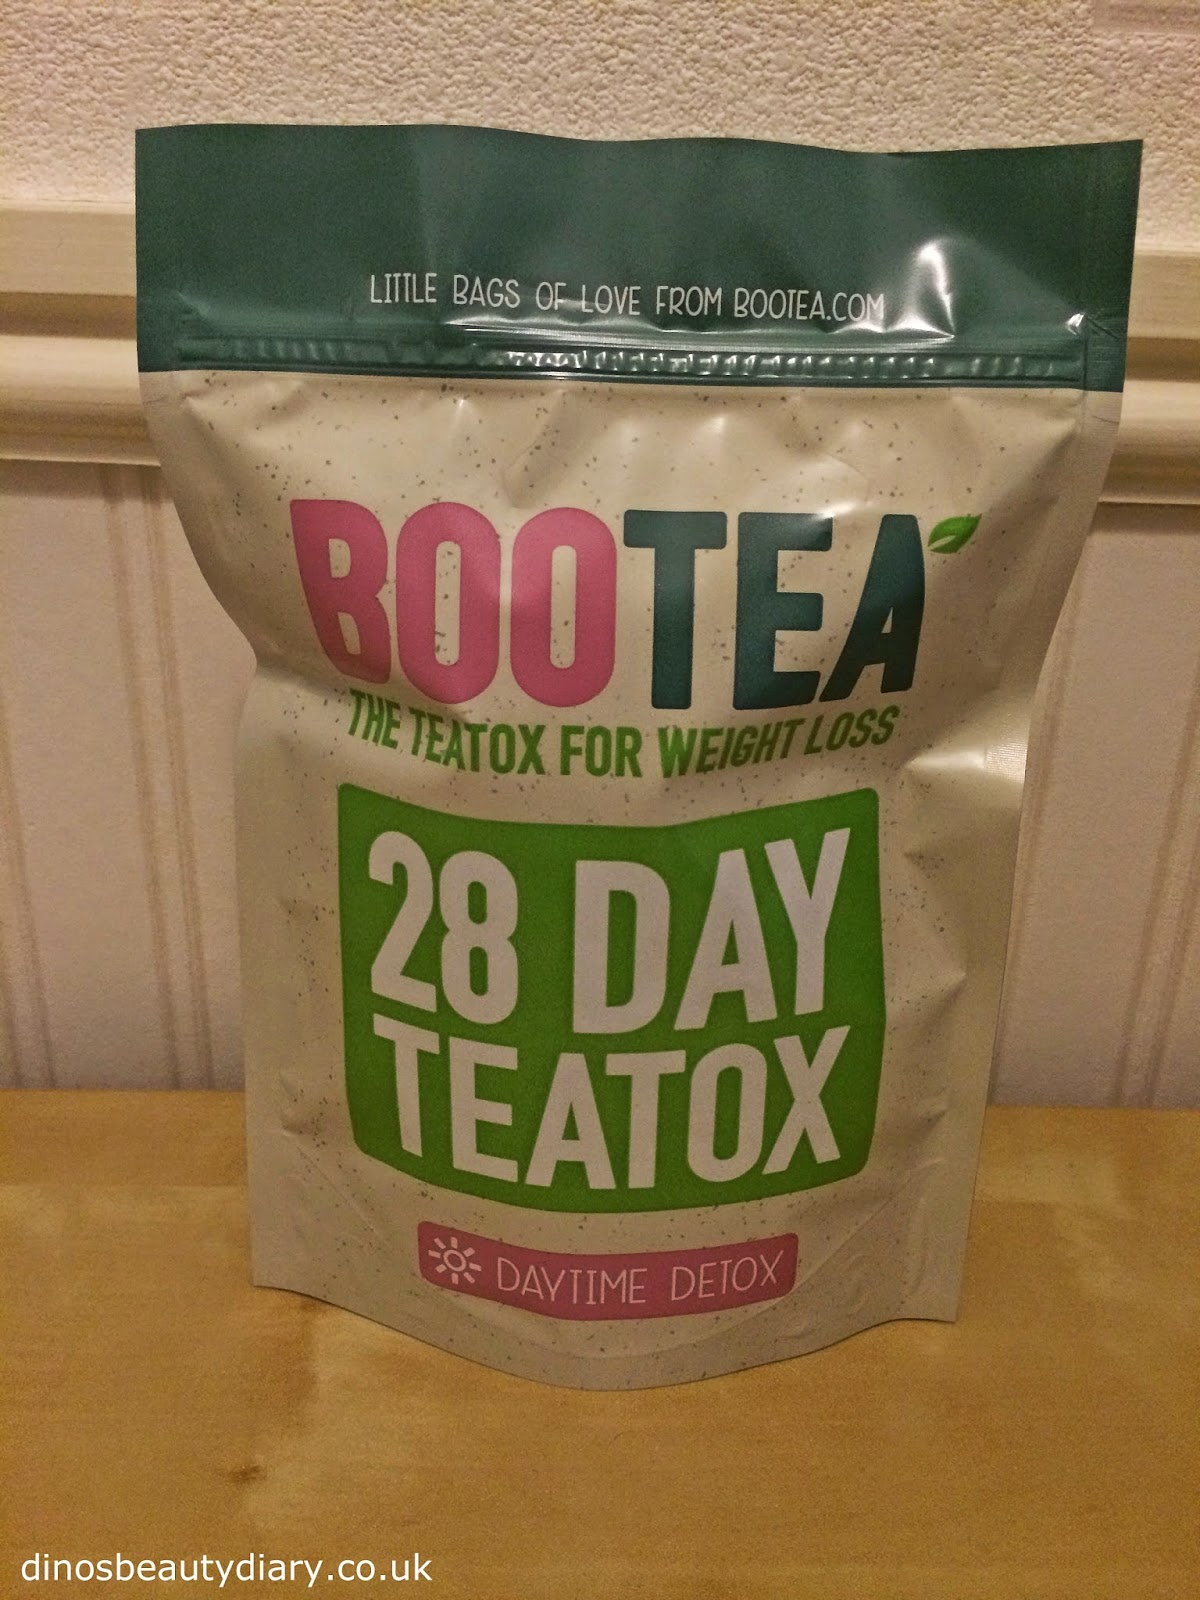 LITTLE BAGS OF LOVE FROM BOOTEA.COM
BOOTEA
THE TEATOX FOR WEIGHT LOSS
28 DAY
TEATOX
DAYTIME DETOX
dinosbeautydiary.co.uk